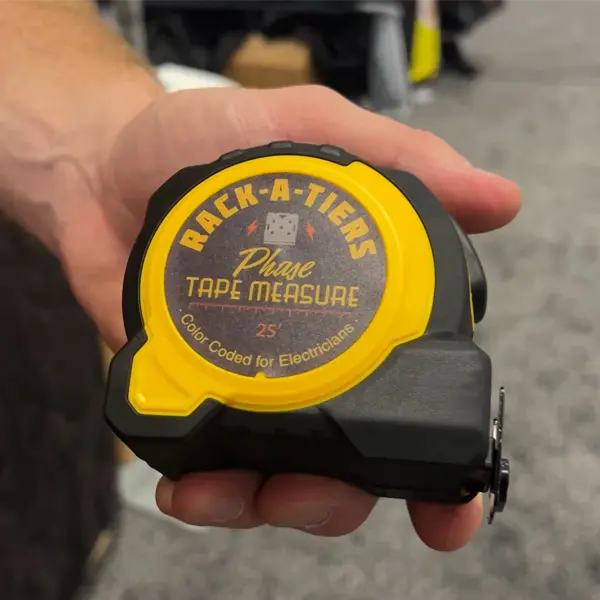 RACK-A-TIERS
Phase
TAPE MEASURE
25'
Color Coded for Electricians